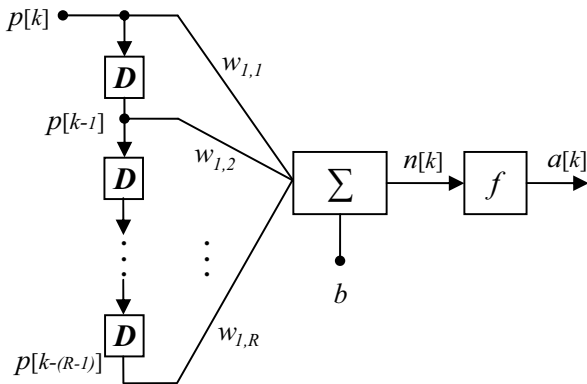 p[k]
w1,1
D
p[k-1]
w1,2
D
∑
n[k]
f
a[k]
b
D
p[k-(R-1)]
w1,R